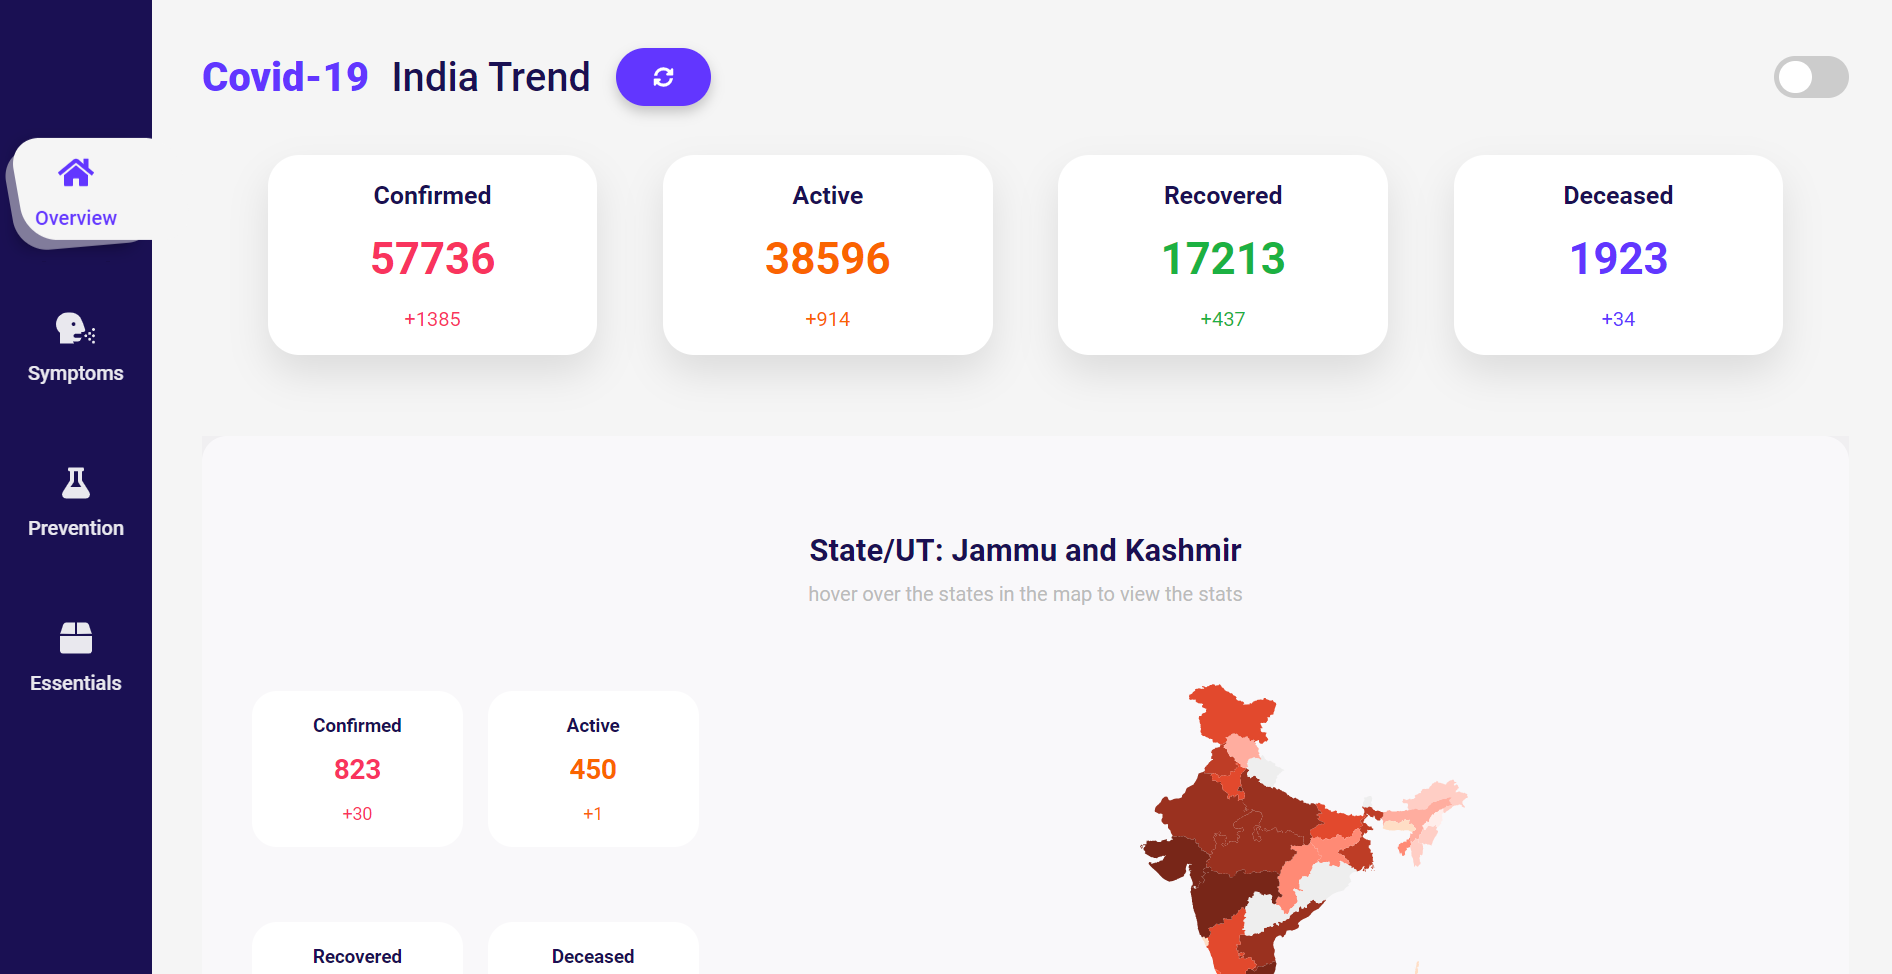 Covid-19 India Trend
Overview
Symptoms
Prevention
Essentials
Confirmed
57736
+1385
Active
38596
+914
Recovered
17213
+437
Deceased
1923
+34
State/UT: Jammu and Kashmir
hover over the states in the map to view the stats
Confirmed
823
+30
Active
450
+1
Recovered
Deceased